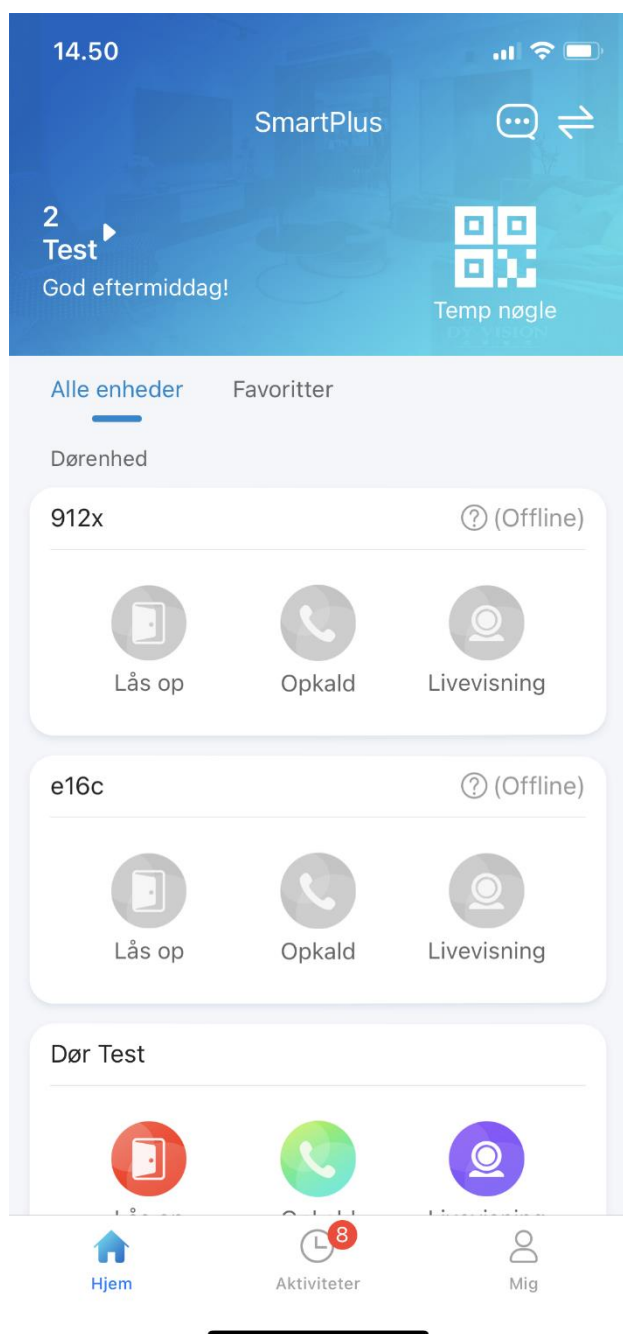 14.50
SmartPlus
2
Test
God eftermiddag!
Temp nøgle
Alle enheder
Favoritter
Dørenhed
912x
(Offline)
Lås op
Opkald
Livevisning
e16c
(Offline)
Lås op
Opkald
Livevisning
Dør Test
8
Hjem
Aktiviteter
Mig